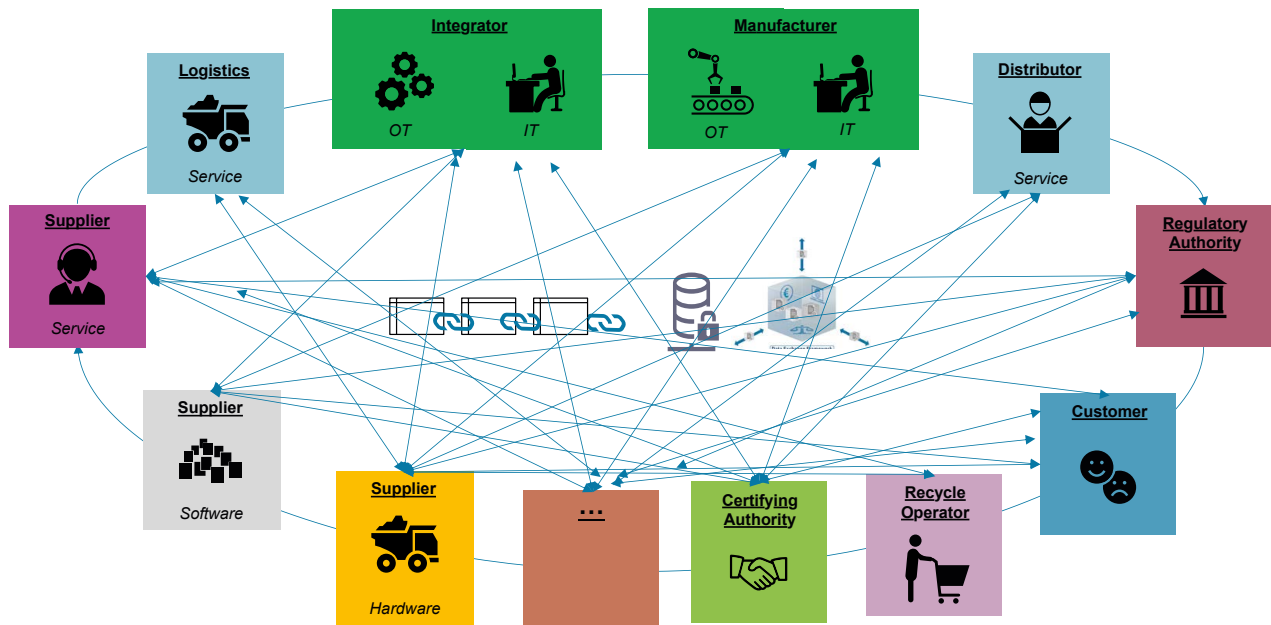 Integrator
OT
IT
Manufacturer
OT
IT
Logistics
Service
Distributor
Service
Supplier
Service
Regulatory
Authority
Supplier
Software
Customer
Supplier
Hardware
...
Certifying
Authority
Recycle
Operator